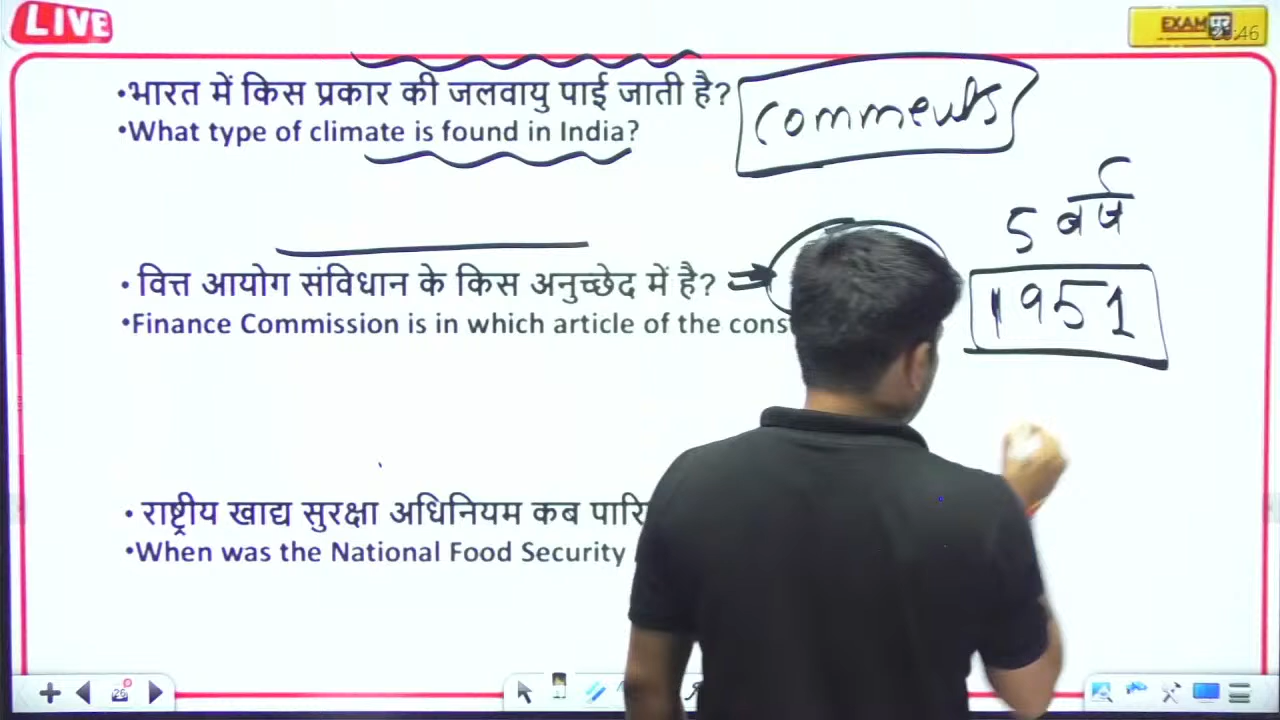 LIVE
EXAM पुर
:46
•भारत में किस प्रकार की जलवायु पाई जाती है?
•What type of climate is found in India?
comments
5 वर्ष
• वित्त आयोग संविधान के किस अनुच्छेद में है?
•Finance Commission is in which article of the cons
1951
• राष्ट्रीय खाद्य सुरक्षा अधिनियम कब पारि
•When was the National Food Security
26